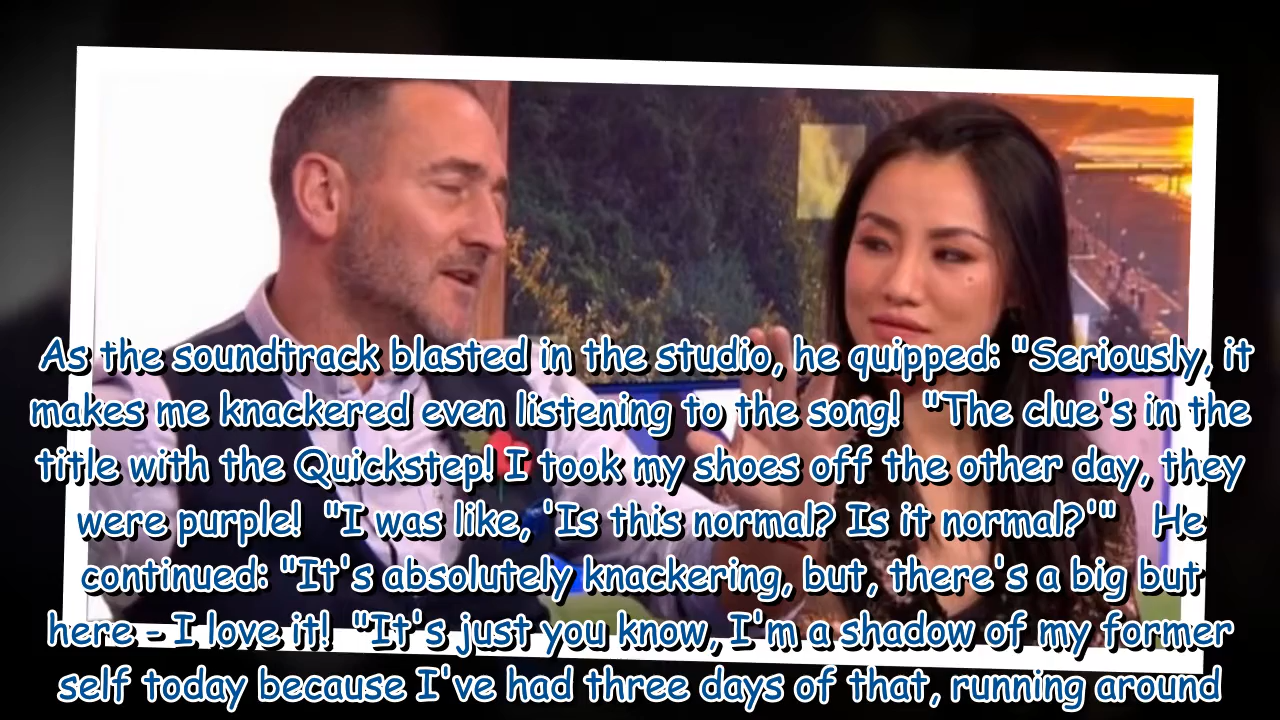 As the soundtrack blasted in the studio, he quipped: "Seriously, it
makes me knackered even listening to the song!  "The clue's in the
title with the Quickstep! I took my shoes off the other day, they
were purple!  "I was like, 'Is this normal? Is it normal?'"   He
continued: "It's absolutely knackering, but, there's a big but
here - I love it!  "It's just you know, I'm a shadow of my former
self today because I've had three days of that, running around